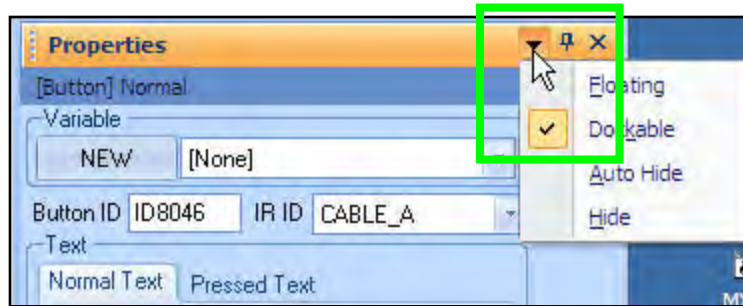 Properties
[Button] Normal
Floating
Variable
Dockable
NEW [None]
Auto Hide
Button ID ID8046 IR ID CABLE_A
Hide
Text
Normal Text Pressed Text